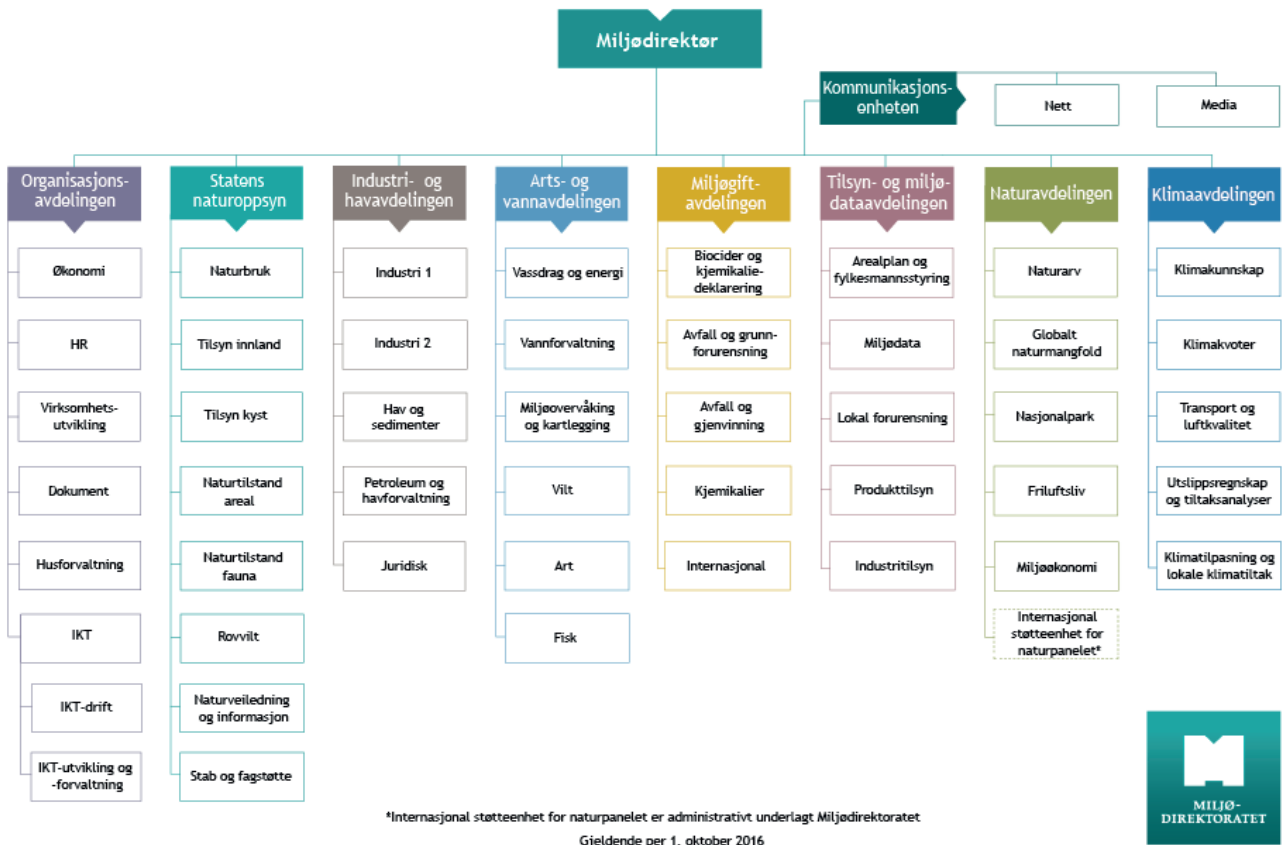 Miljødirektør
Kommunikasjons-
enheten
Nett
Media
Organisasjons-
avdelingen
Økonomi
HR
Virksomhets-
utvikling
Dokument
Husforvaltning
IKT
IKT-drift
IKT-utvikling og
-forvaltning
Statens
naturoppsyn
Naturbruk
Tilsyn innland
Tilsyn kyst
Naturtilstand
areal
Naturtilstand
fauna
Rovvilt
Naturveiledning
og informasjon
Stab og fagstøtte
Industri- og
havavdelingen
Industri 1
Industri 2
Hav og
sedimenter
Petroleum og
havforvaltning
Juridisk
Arts- og
vannavdelingen
Vassdrag og energi
Vannforvaltning
Miljøovervåking
og kartlegging
Vilt
Art
Fisk
Miljøgift-
avdelingen
Biocider og
kjemikalie-
deklarering
Avfall og grunn-
forurensning
Avfall og
gjenvinning
Kjemikalier
Internasjonal
Tilsyn- og miljø-
dataavdelingen
Arealplan og
fylkesmannsstyring
Miljødata
Lokal forurensning
Produkttilsyn
Industritilsyn
Naturavdelingen
Naturarv
Globalt
naturmangfold
Nasjonalpark
Friluftsliv
Miljøøkonomi
Internasjonal
støtteenhet for
naturpanelet*
Klimaavdelingen
Klimakunnskap
Klimakvoter
Transport og
luftkvalitet
Utslippsregnskap
og tiltaksanalyser
Klimatilpasning og
lokale klimatiltak
*Internasjonal støtteenhet for naturpanelet er administrativt underlagt Miljødirektoratet
Gjeldende per 1. oktober 2016
MILJØ-
DIREKTORATET